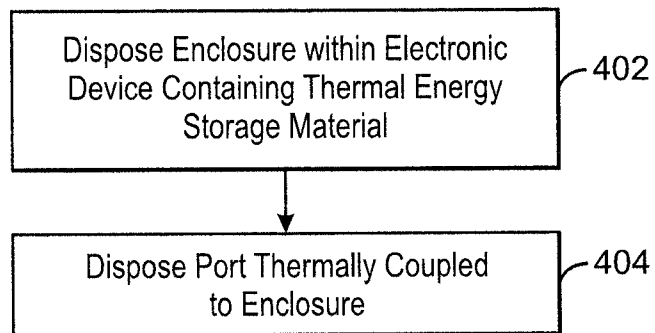 Dispose Enclosure within Electronic
Device Containing Thermal Energy
Storage Material
402
Dispose Port Thermally Coupled
to Enclosure
404